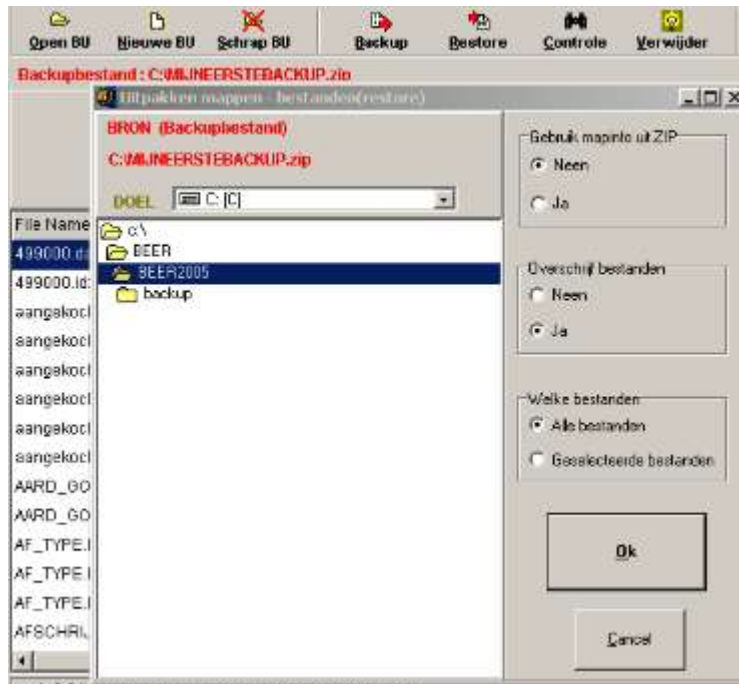 Open BU Nieuwe BU Schrap BU Backup Restore Controle Verwijder
Backupbestand : C:\MIJNEERSTEBACKUP.zip
Uitpakken mappen - bestanden(restore)
BRON (Backupbestand)
C:\MIJNEERSTEBACKUP.zip
DOEL C: [C]
c:\
BEER
BEER2005
backup
Gebruik mapinfo uit ZIP
Neen
Ja
Overschrijf bestanden
Neen
Ja
Welke bestanden
Alle bestanden
Geselecteerde bestanden
Ok
Cancel
File Name
499000.d
499000.id
aangekocl
aangekocl
aangekocl
aangekocl
aangekocl
aangekocl
AARD_GO
AARD_GO
AF_TYPE.
AF_TYPE.
AF_TYPE.
AFSCHRI